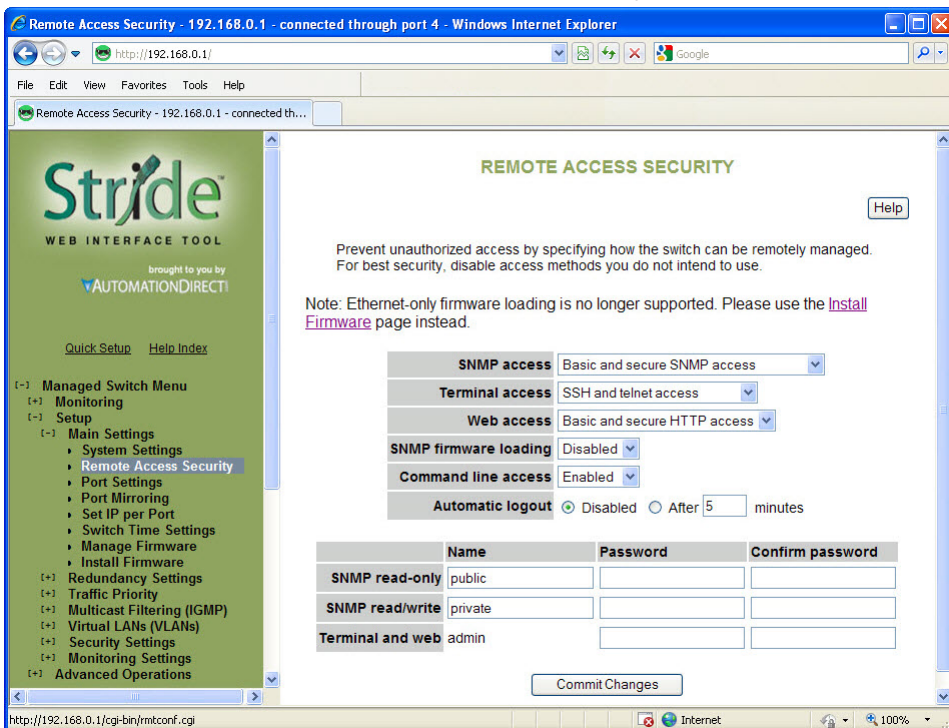 Remote Access Security - 192.168.0.1 - connected through port 4 - Windows Internet Explorer
http://192.168.0.1/
Google
File Edit View Favorites Tools Help
Remote Access Security - 192.168.0.1 - connected th...
Stride™
WEB INTERFACE TOOL
brought to you by
AUTOMATIONDIRECT
Quick Setup Help Index
[-] Managed Switch Menu
[+] Monitoring
[-] Setup
[-] Main Settings
System Settings
Remote Access Security
Port Settings
Port Mirroring
Set IP per Port
Switch Time Settings
Manage Firmware
Install Firmware
[+] Redundancy Settings
[+] Traffic Priority
[+] Multicast Filtering (IGMP)
[+] Virtual LANs (VLANs)
[+] Security Settings
[+] Monitoring Settings
[+] Advanced Operations
REMOTE ACCESS SECURITY
Help
Prevent unauthorized access by specifying how the switch can be remotely managed.
For best security, disable access methods you do not intend to use.
Note: Ethernet-only firmware loading is no longer supported. Please use the Install
Firmware page instead.
SNMP access Basic and secure SNMP access
Terminal access SSH and telnet access
Web access Basic and secure HTTP access
SNMP firmware loading Disabled
Command line access Enabled
Automatic logout Disabled After 5 minutes
Name Password Confirm password
SNMP read-only public
SNMP read/write private
Terminal and web admin
Commit Changes
http://192.168.0.1/cgi-bin/rmtconf.cgi
Internet
100%